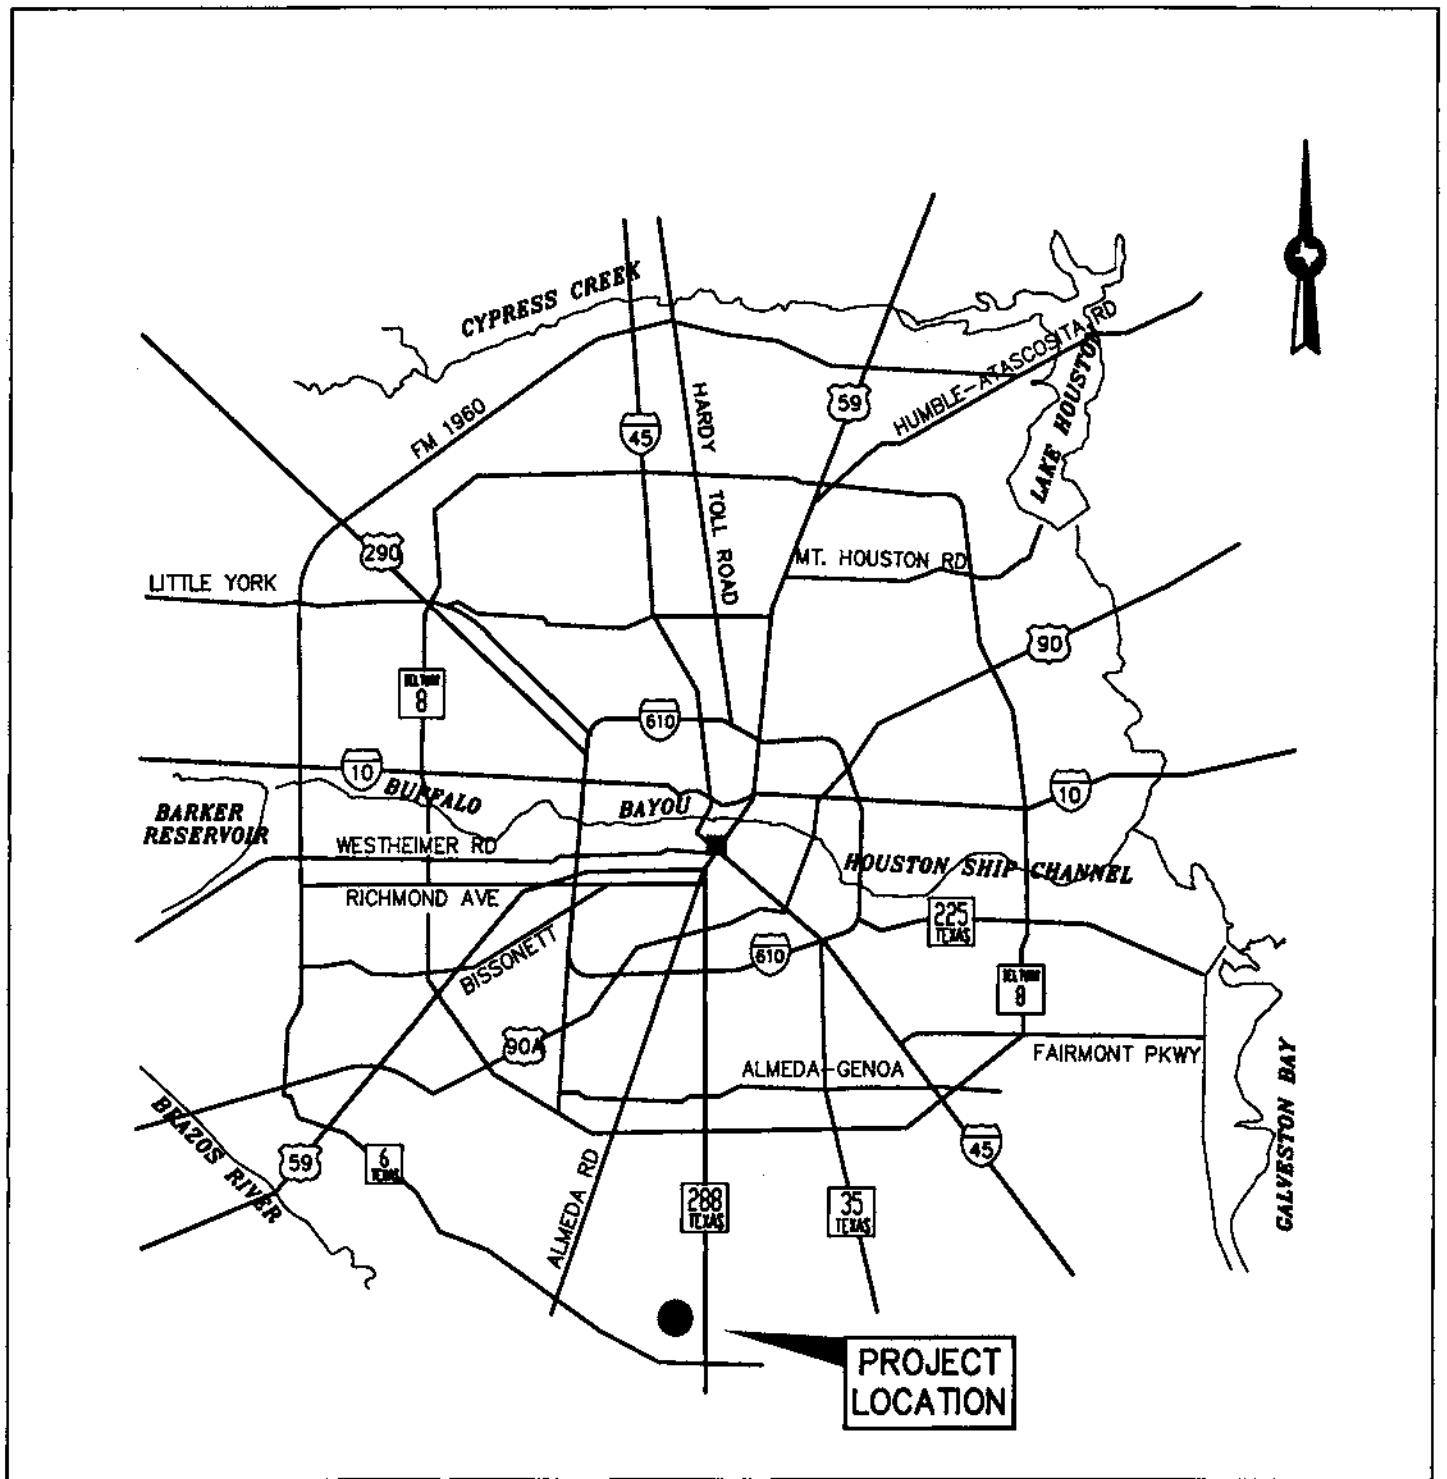 CYPRESS CREEK
HUMBLE-ATASCOSITA RD
LAKE HOUSTON
FM 1960
HARDY
TOLL ROAD
59
45
290
MT. HOUSTON RD
LITTLE YORK
90
BELTWAY
8
610
10
BUFFALO
BAYOU
10
BARKER
RESERVOIR
WESTHEIMER RD
HOUSTON SHIP CHANNEL
RICHMOND AVE
225
TEXAS
BISSONETT
610
BELTWAY
8
90A
FAIRMONT PKWY
ALMEDA-GENOA
BRAZOS RIVER
GALVESTON BAY
59
6
TEXAS
45
ALMEDA RD
288
TEXAS
35
TEXAS
PROJECT
LOCATION